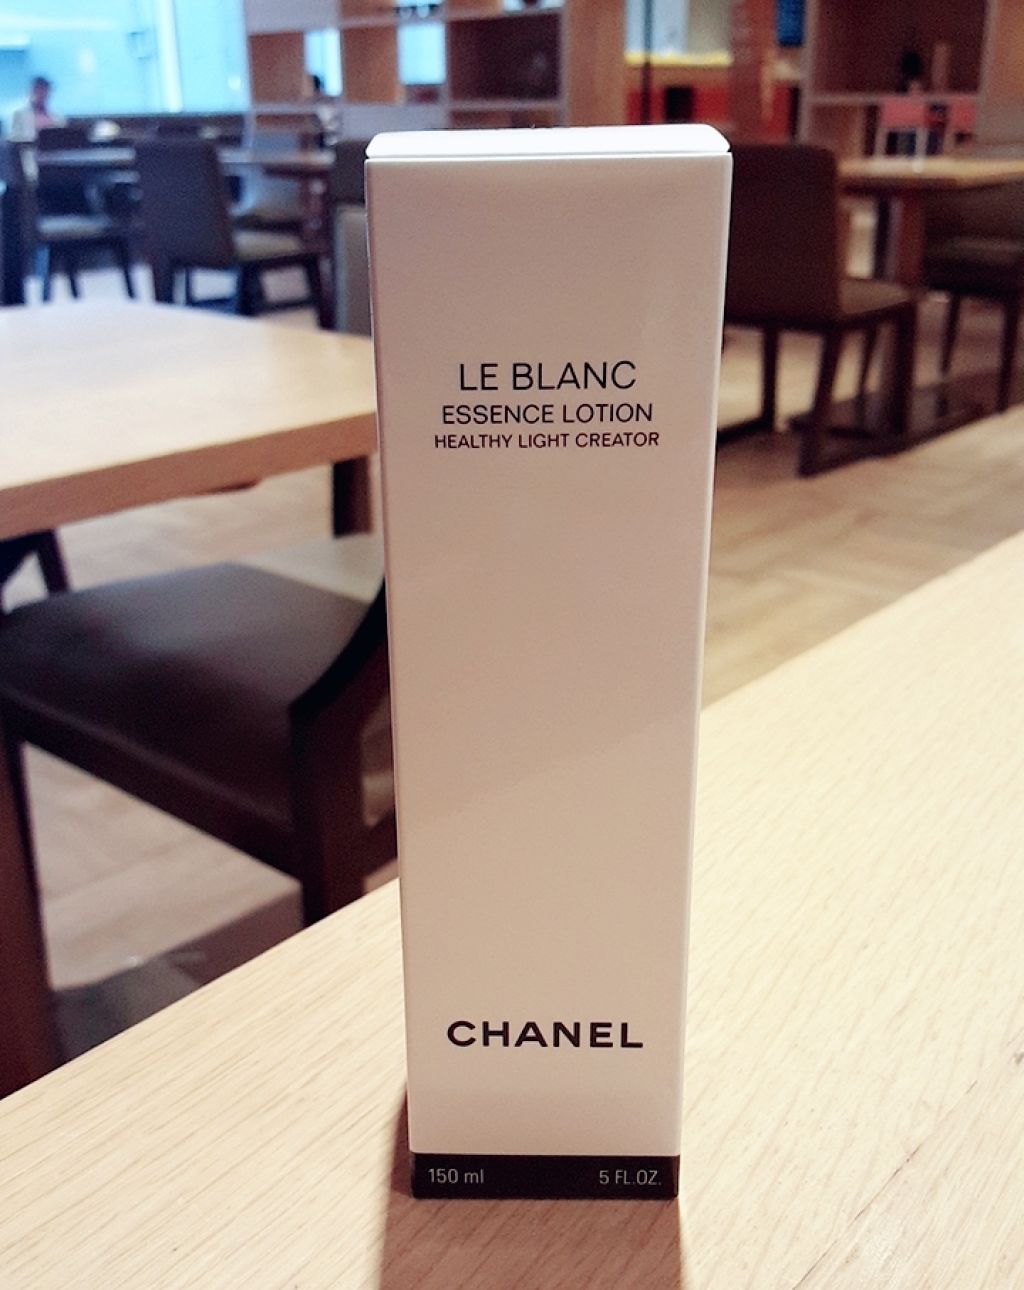 LE BLANC
ESSENCE LOTION
HEALTHY LIGHT CREATOR
CHANEL
150 ml 5 FL.OZ.